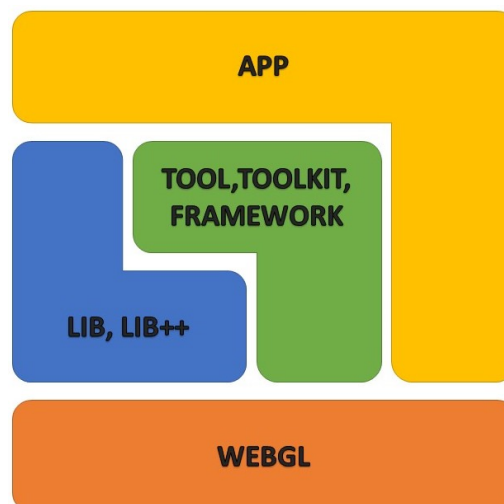 APP
TOOL,TOOLKIT,
FRAMEWORK
LIB, LIB++
WEBGL